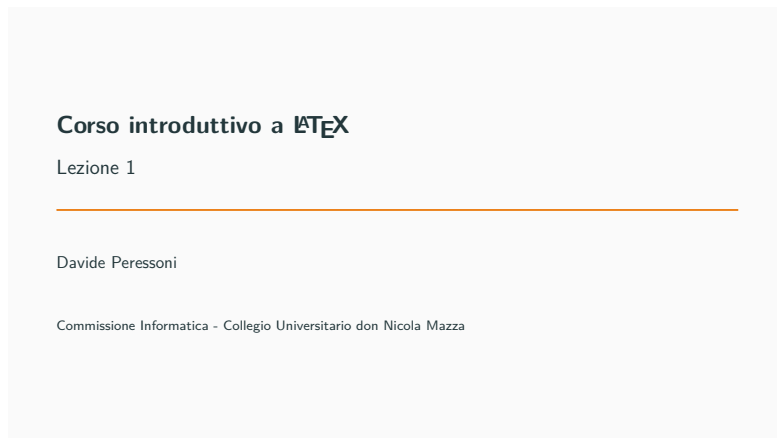 Corso introduttivo a LATEX
Lezione 1
Davide Peressoni
Commissione Informatica - Collegio Universitario don Nicola Mazza